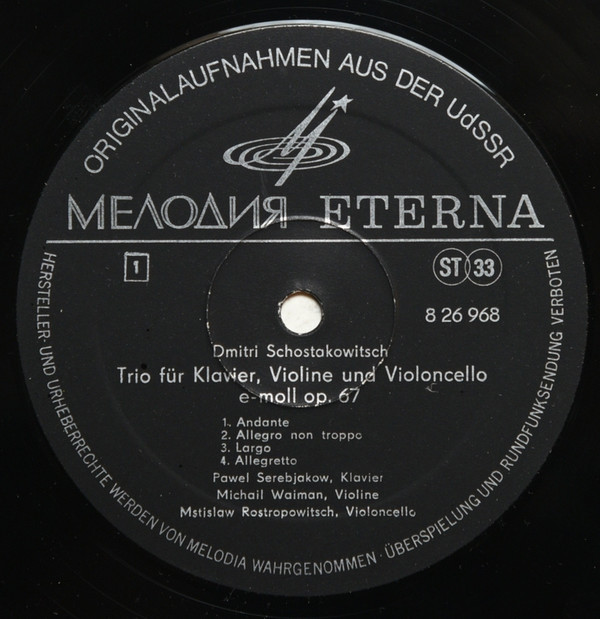 ORIGINALAUFNAHMEN AUS DER UdSSR
МЕЛОДИЯ ETERNA
1
ST 33
8 26 968
Dmitri Schostakowitsch
Trio für Klavier, Violine und Violoncello
e-moll op. 67
1. Andante
2. Allegro non troppo
3. Largo
4. Allegretto
Pawel Serebjakow, Klavier
Michail Waiman, Violine
Mstislaw Rostropowitsch, Violoncello
HERSTELLER- UND URHEBERRECHTE WERDEN VON MELODIA WAHRGENOMMEN · ÜBERSPIELUNG UND RUNDFUNKSENDUNG VERBOTEN